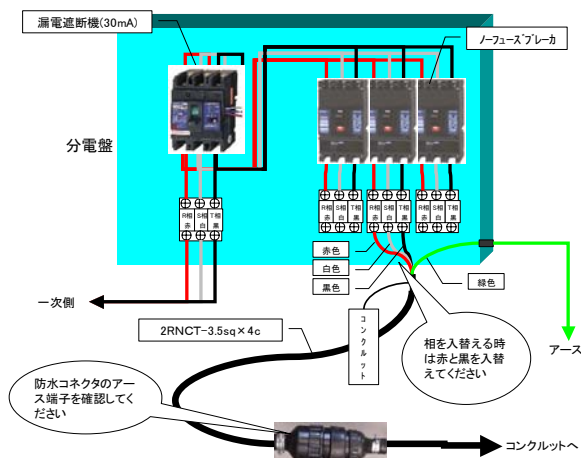 漏電遮断機(30mA)
ノーフューズブレーカ
分電盤
R相 S相 T相
赤 白 黒
R相 S相 T相
赤 白 黒
R相 S相 T相
赤 白 黒
R相 S相 T相
赤 白 黒
赤色
白色
黒色
緑色
一次側
アース
2RNCT-3.5sq×4c
コンクルット
相を入替える時
は赤と黒を入替
えてください
防水コネクタのアー
ス端子を確認してく
ださい
コンクルットへ